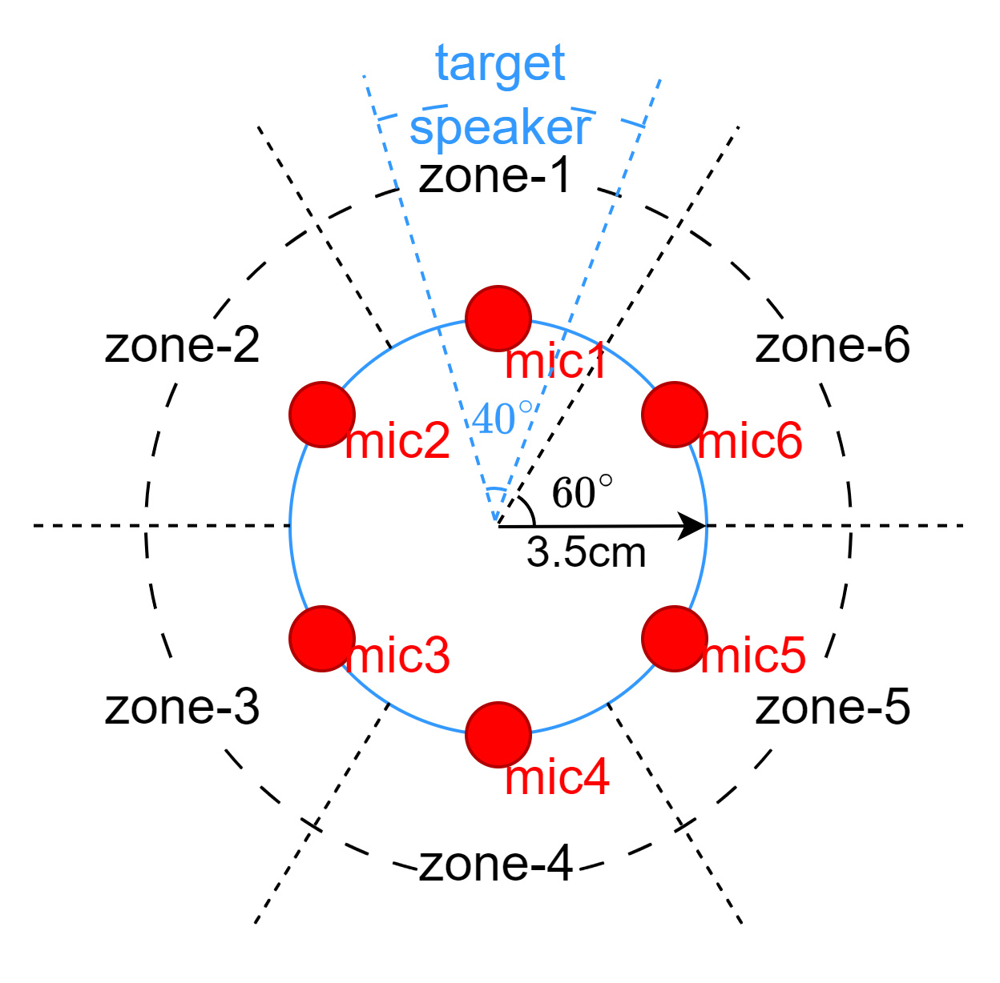 target
speaker
zone-1
zone-2
zone-6
mic1
40°
mic2
mic6
60°
3.5cm
mic3
mic5
zone-3
zone-5
mic4
zone-4